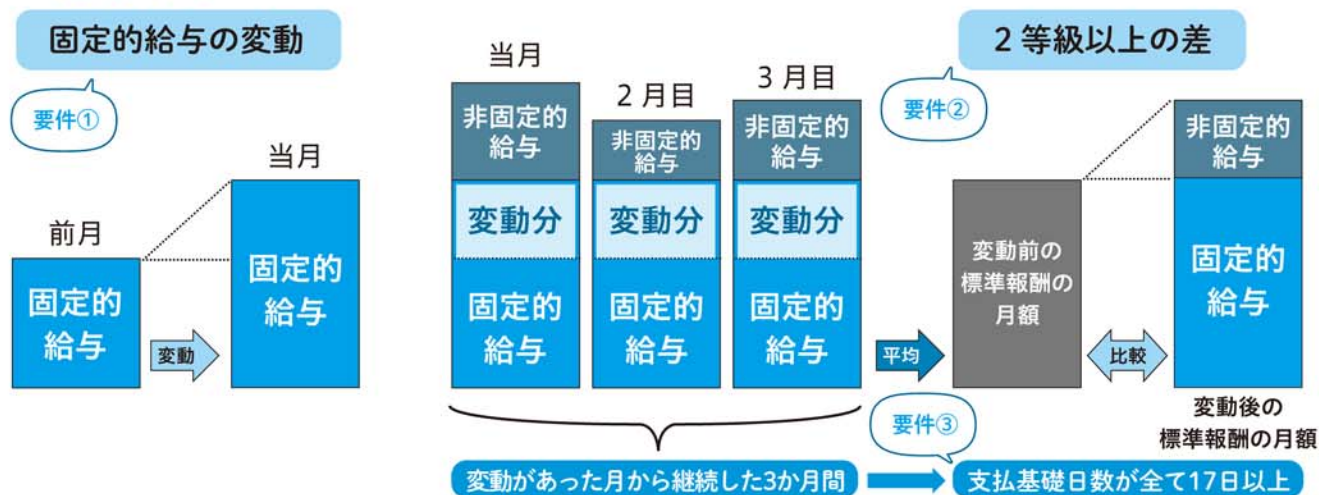 固定的給与の変動
要件①
前月
固定的
給与
変動
当月
固定的
給与
当月
非固定的
給与
変動分
固定的
給与
2月目
非固定的
給与
変動分
固定的
給与
3月目
非固定的
給与
変動分
固定的
給与
変動があった月から継続した3か月間
平均
2等級以上の差
要件②
変動前の
標準報酬の
月額
比較
非固定的
給与
固定的
給与
変動後の
標準報酬の月額
要件③
支払基礎日数が全て17日以上